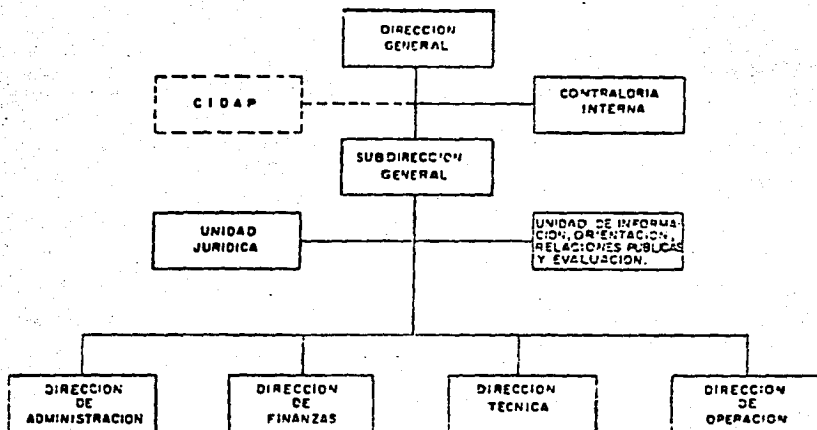 DIRECCION
GENERAL
CIDAP
CONTRALORIA
INTERNA
SUBDIRECCION
GENERAL
UNIDAD
JURIDICA
UNIDAD DE INFORMA-
CION, ORIENTACION,
RELACIONES PUBLICAS
Y EVALUACION.
DIRECCION
DE
ADMINISTRACION
DIRECCION
DE
FINANZAS
DIRECCION
TECNICA
DIRECCION
DE
OPERACION